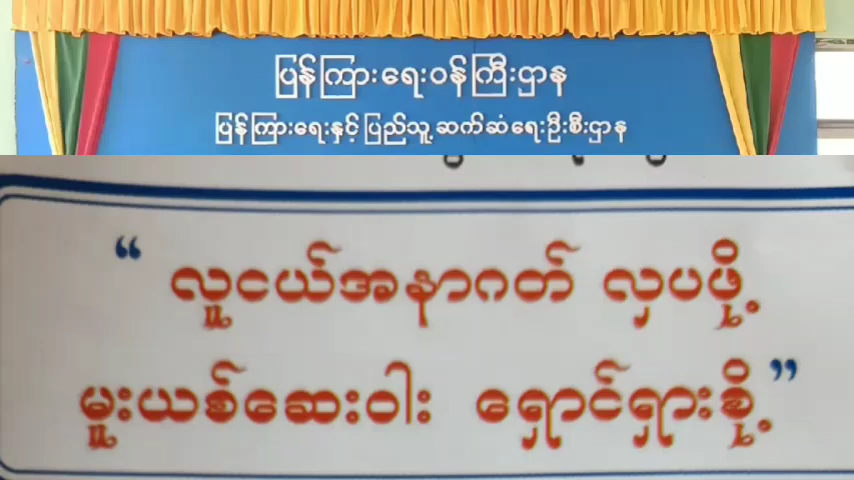 ပြန်ကြားရေးဝန်ကြီးဌာန
ပြန်ကြားရေးနှင့် ပြည်သူ့ဆက်ဆံရေးဦးစီးဌာန
“ လူငယ်အနာဂတ် လှပဖို့
မူးယစ်ဆေးဝါး ရှောင်ရှားစို့ ”